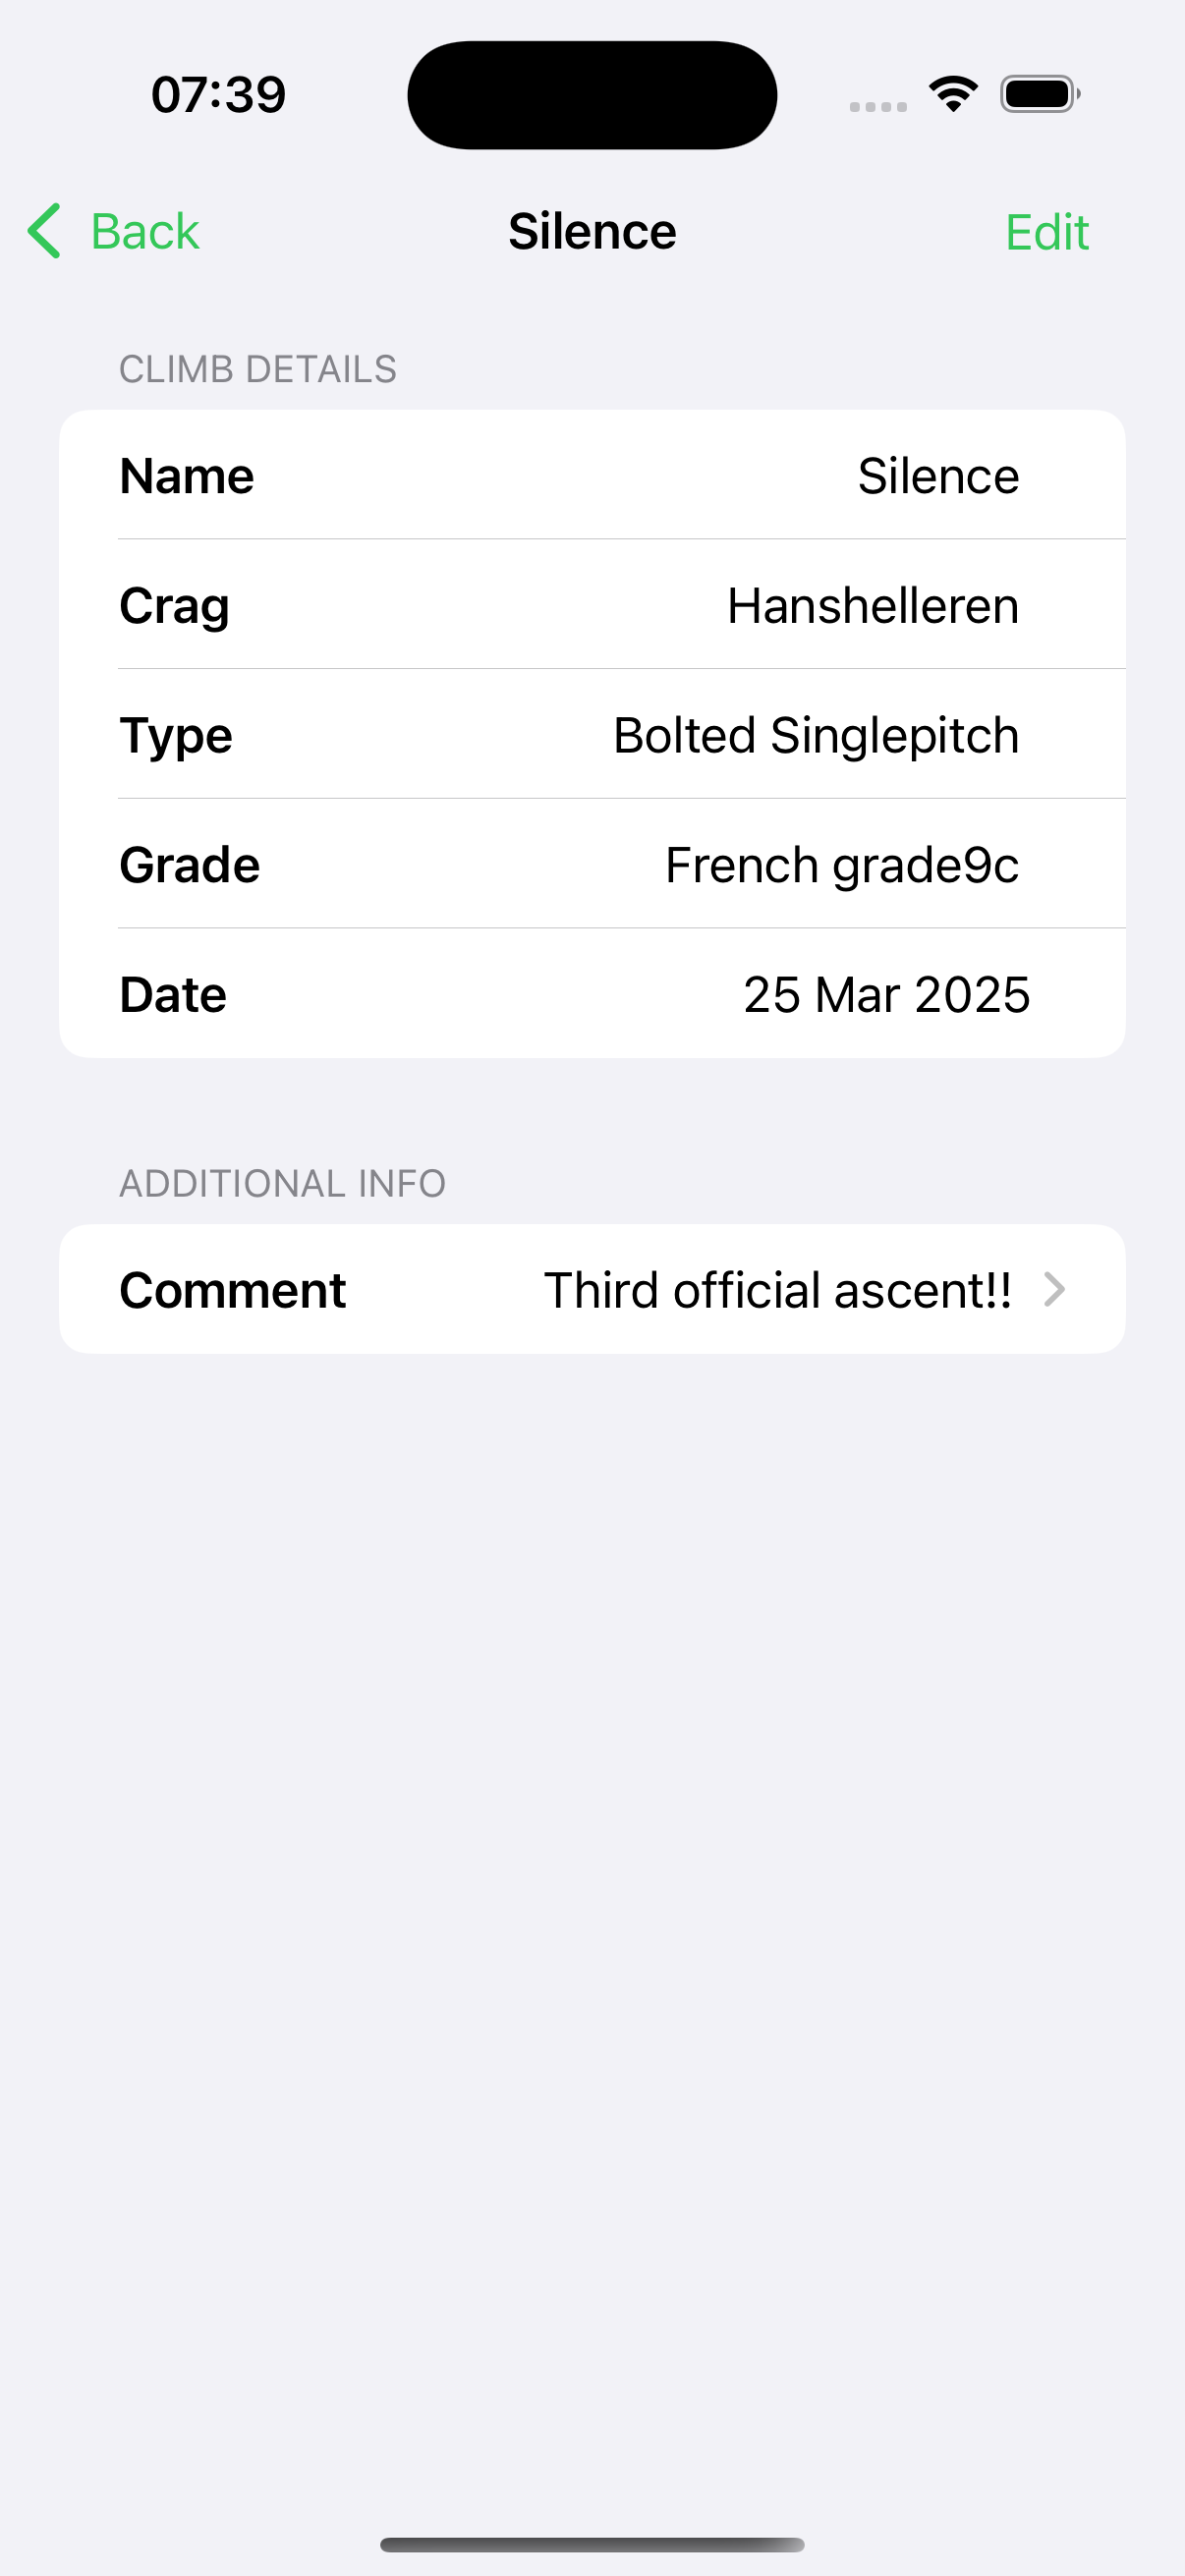 07:39
Back Silence Edit
CLIMB DETAILS
Name Silence
Crag Hanshelleren
Type Bolted Singlepitch
Grade French grade9c
Date 25 Mar 2025
ADDITIONAL INFO
Comment Third official ascent!!